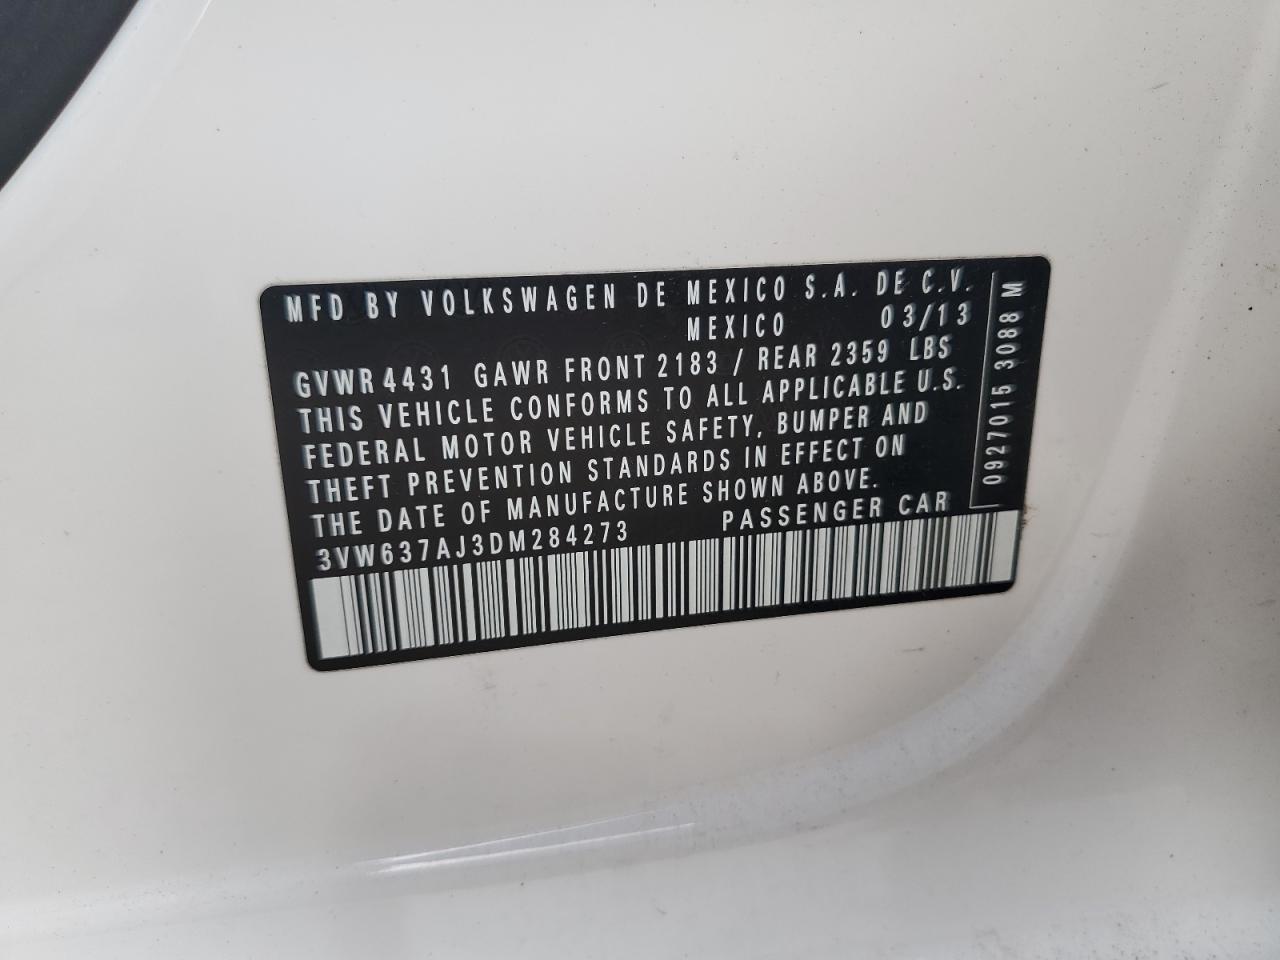 MFD BY VOLKSWAGEN DE MEXICO S.A. DE C.V.
MEXICO 03/13
GVWR 4431 GAWR FRONT 2183 / REAR 2359 LBS
THIS VEHICLE CONFORMS TO ALL APPLICABLE U.S.
FEDERAL MOTOR VEHICLE SAFETY, BUMPER AND
THEFT PREVENTION STANDARDS IN EFFECT ON
THE DATE OF MANUFACTURE SHOWN ABOVE.
3VW637AJ3DM284273 PASSENGER CAR
0927015 3088 M